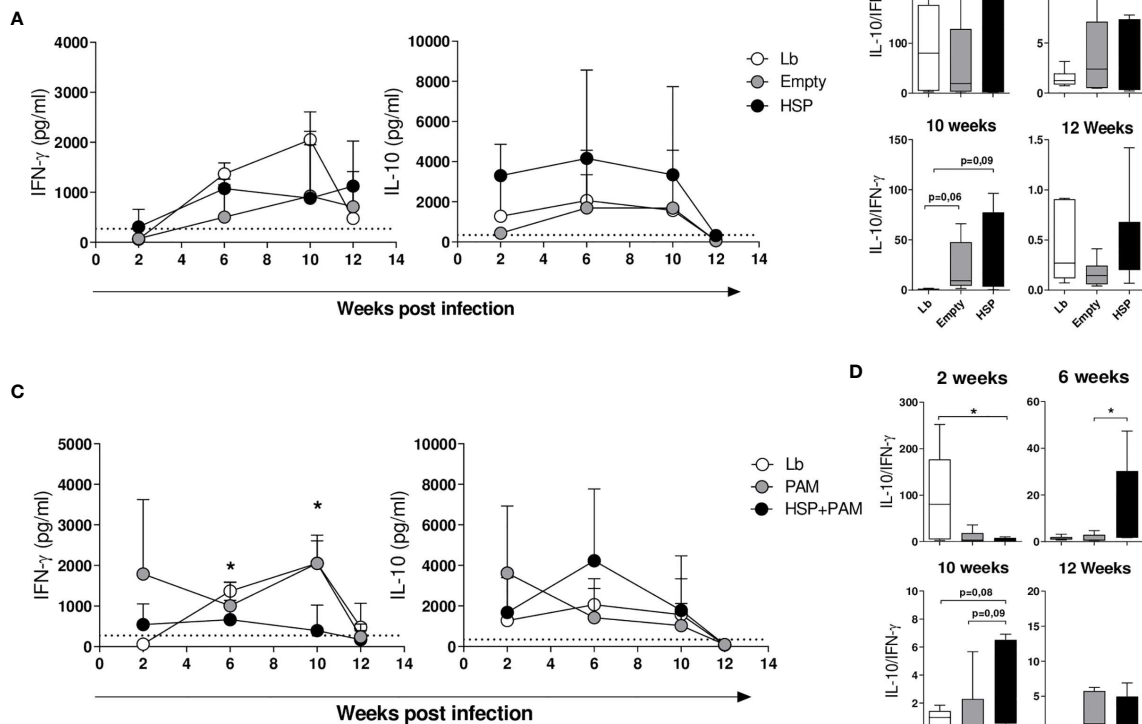 A
4000
3000
2000
1000
0
IFN-γ (pg/ml)
0 2 4 6 8 10 12 14
10000
8000
6000
4000
2000
0
IL-10 (pg/ml)
0 2 4 6 8 10 12 14
Lb
Empty
HSP
Weeks post infection
IL-10/IFN-
100
0
5
0
10 weeks
150
100
50
0
IL-10/IFN-γ
p=0,09
p=0,06
Lb
Empty
HSP
12 Weeks
1.5
1.0
0.5
0.0
Lb
Empty
HSP
C
5000
4000
3000
2000
1000
0
IFN-γ (pg/ml)
*
*
0 2 4 6 8 10 12 14
10000
8000
6000
4000
2000
0
IL-10 (pg/ml)
0 2 4 6 8 10 12 14
Lb
PAM
HSP+PAM
Weeks post infection
D
2 weeks
300
200
100
0
IL-10/IFN-γ
*
6 weeks
60
40
20
0
*
10 weeks
10
8
6
4
2
IL-10/IFN-γ
p=0,08
p=0,09
12 Weeks
20
15
10
5